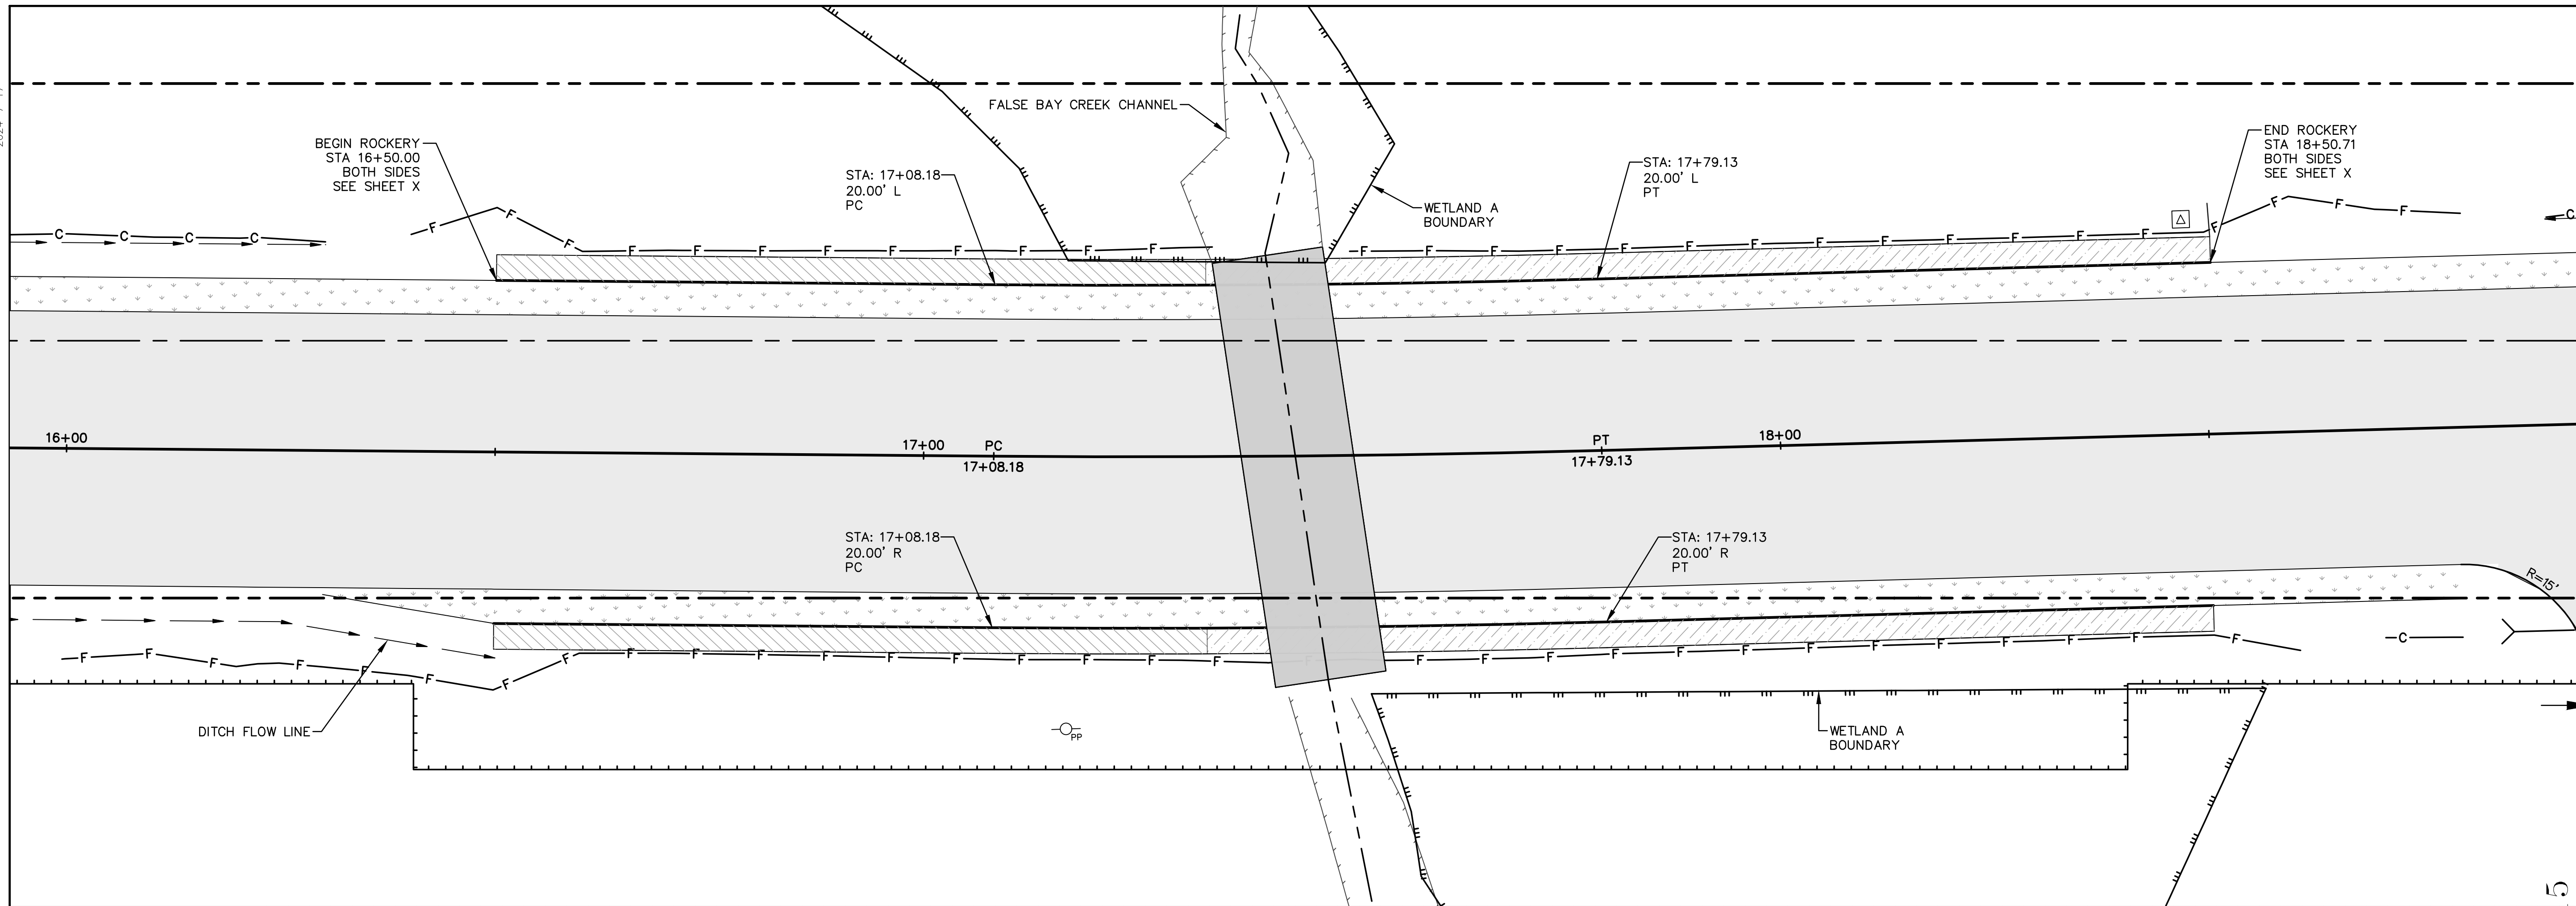 FALSE BAY CREEK CHANNEL
BEGIN ROCKERY
STA 16+50.00
BOTH SIDES
SEE SHEET X
STA: 17+08.18
20.00' L
PC
STA: 17+79.13
20.00' L
PT
END ROCKERY
STA 18+50.71
BOTH SIDES
SEE SHEET X
WETLAND A
BOUNDARY
C C C C
F F F F F F F F F F F
F F F F F F F F F F F F F F F F F
C
16+00
17+00
PC
17+08.18
PT
17+79.13
18+00
STA: 17+08.18
20.00' R
PC
STA: 17+79.13
20.00' R
PT
R=15'
F F F F F F F F F F F F F F F F F F
F F F F F F F F F F F F F F
C
DITCH FLOW LINE
PP
WETLAND A
BOUNDARY